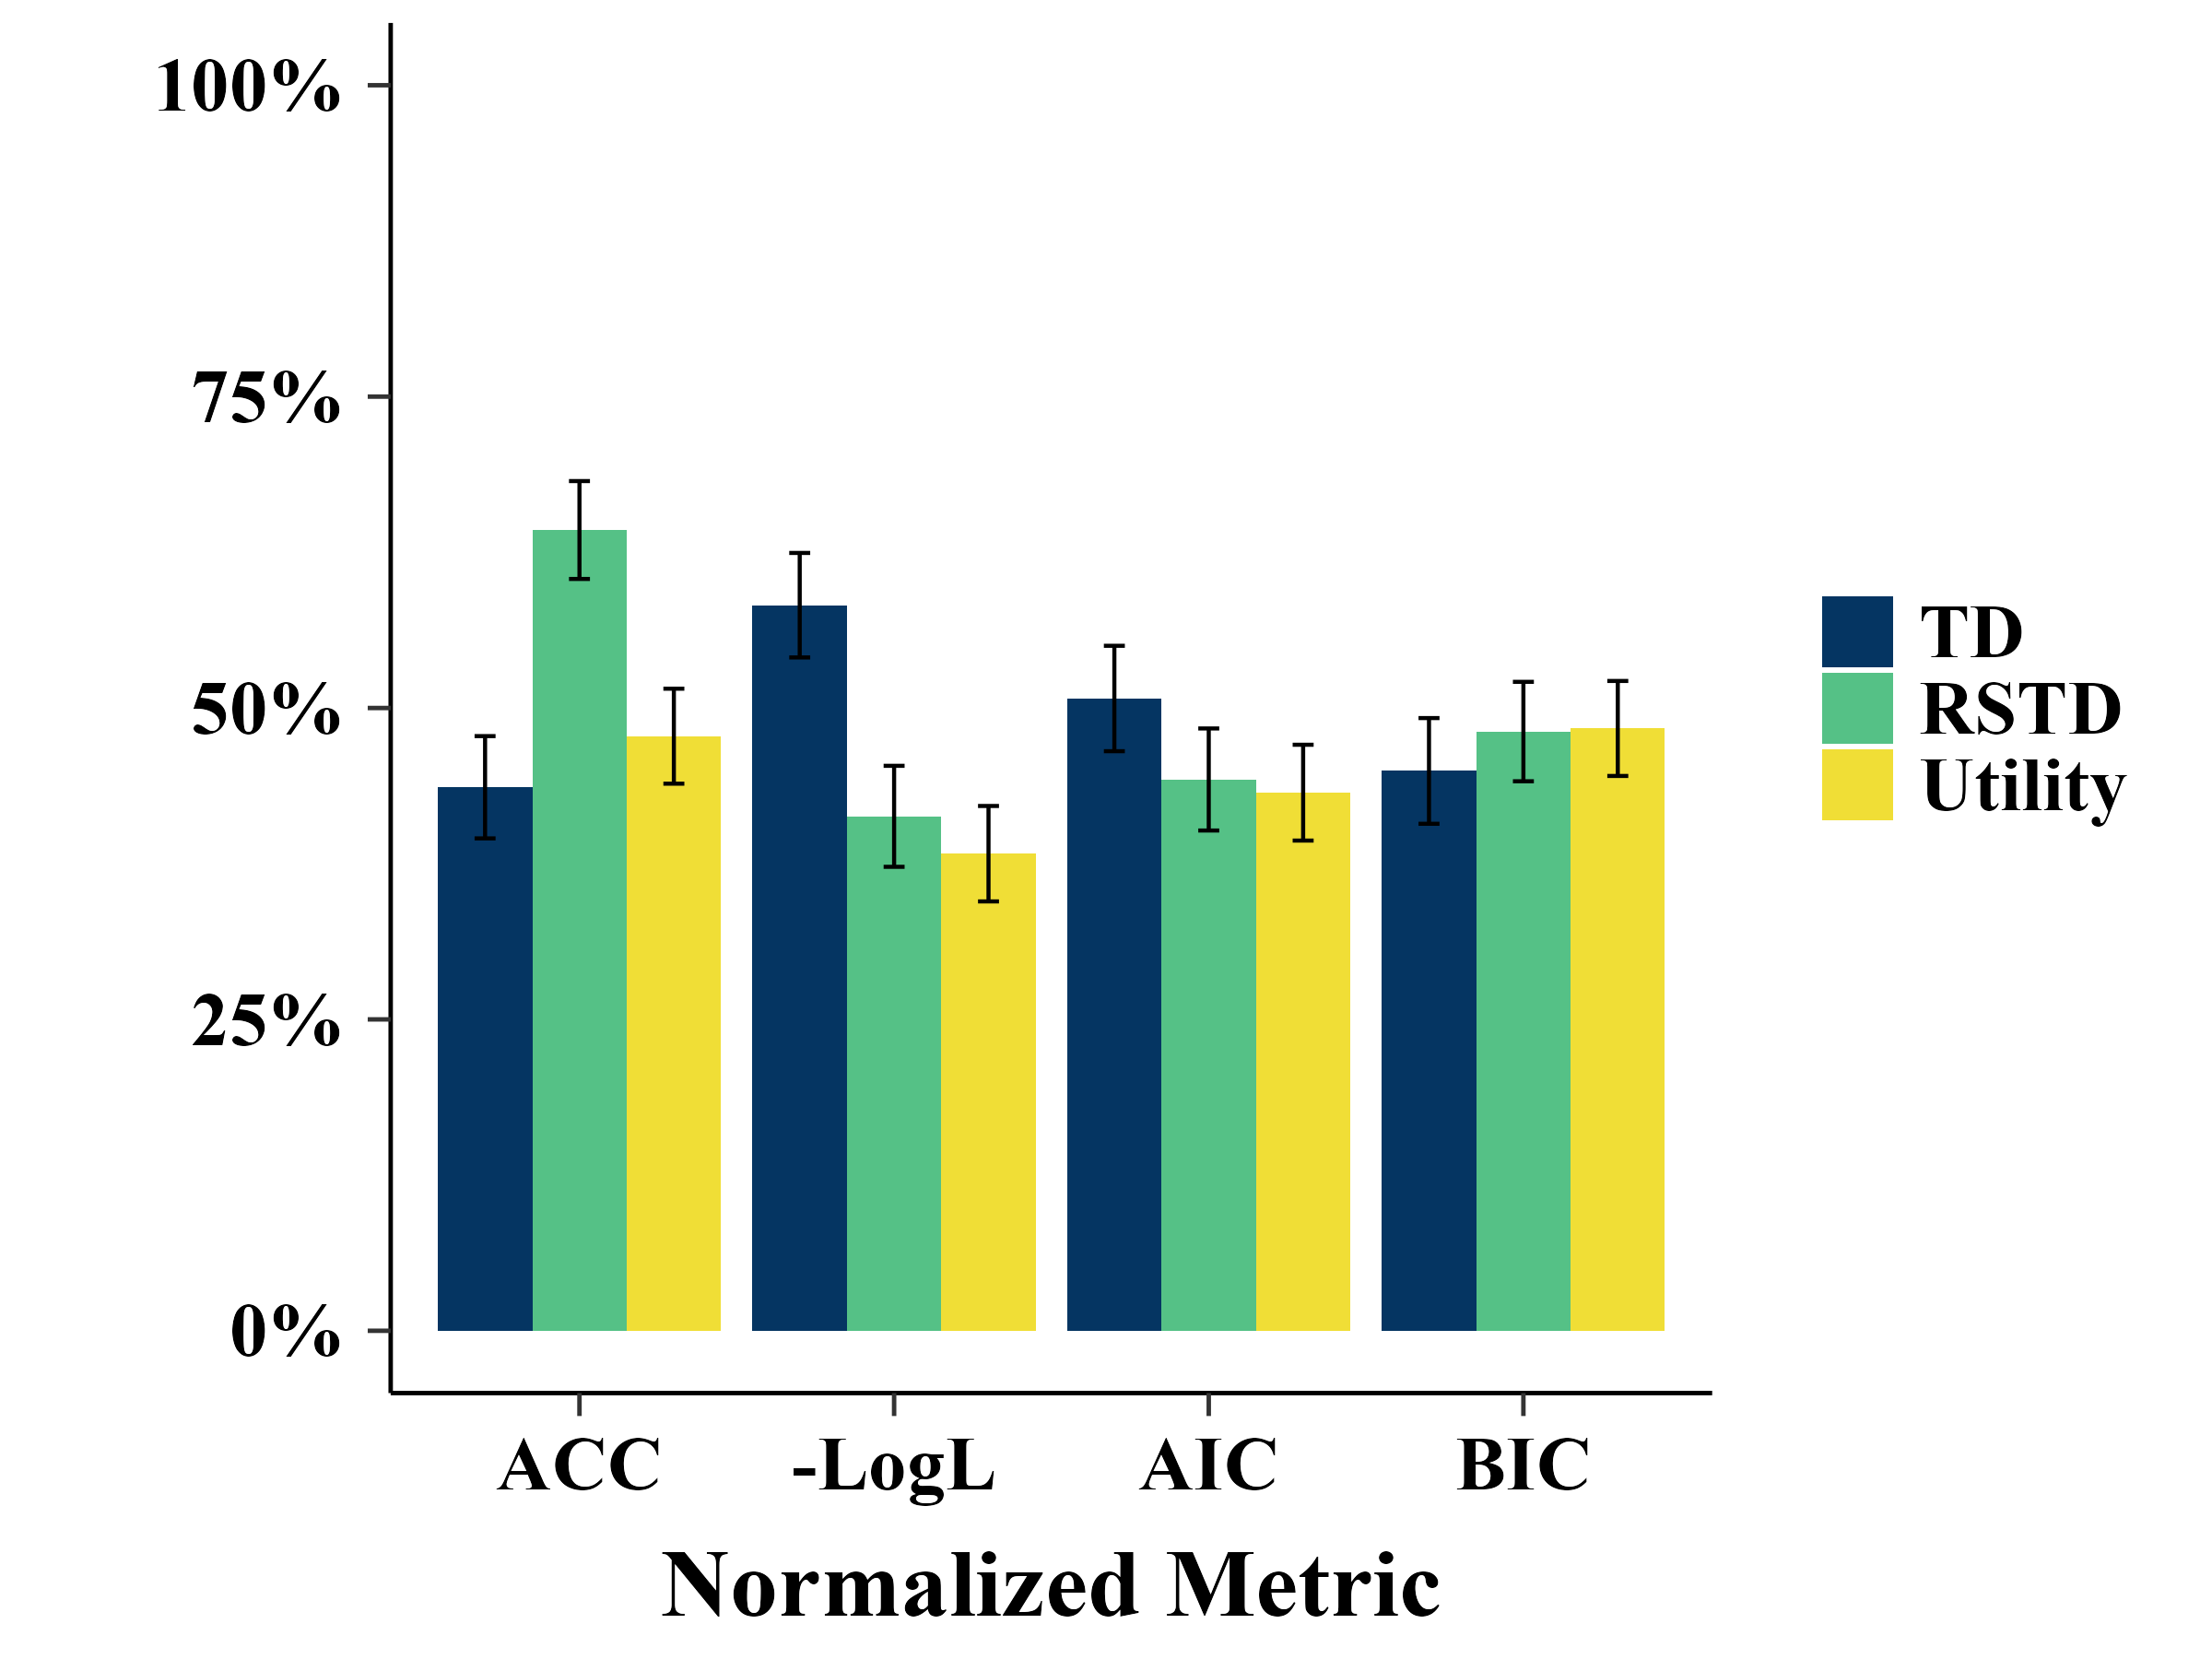 100%
75%
50%
25%
0%
ACC -LogL AIC BIC
Normalized Metric
TD
RSTD
Utility